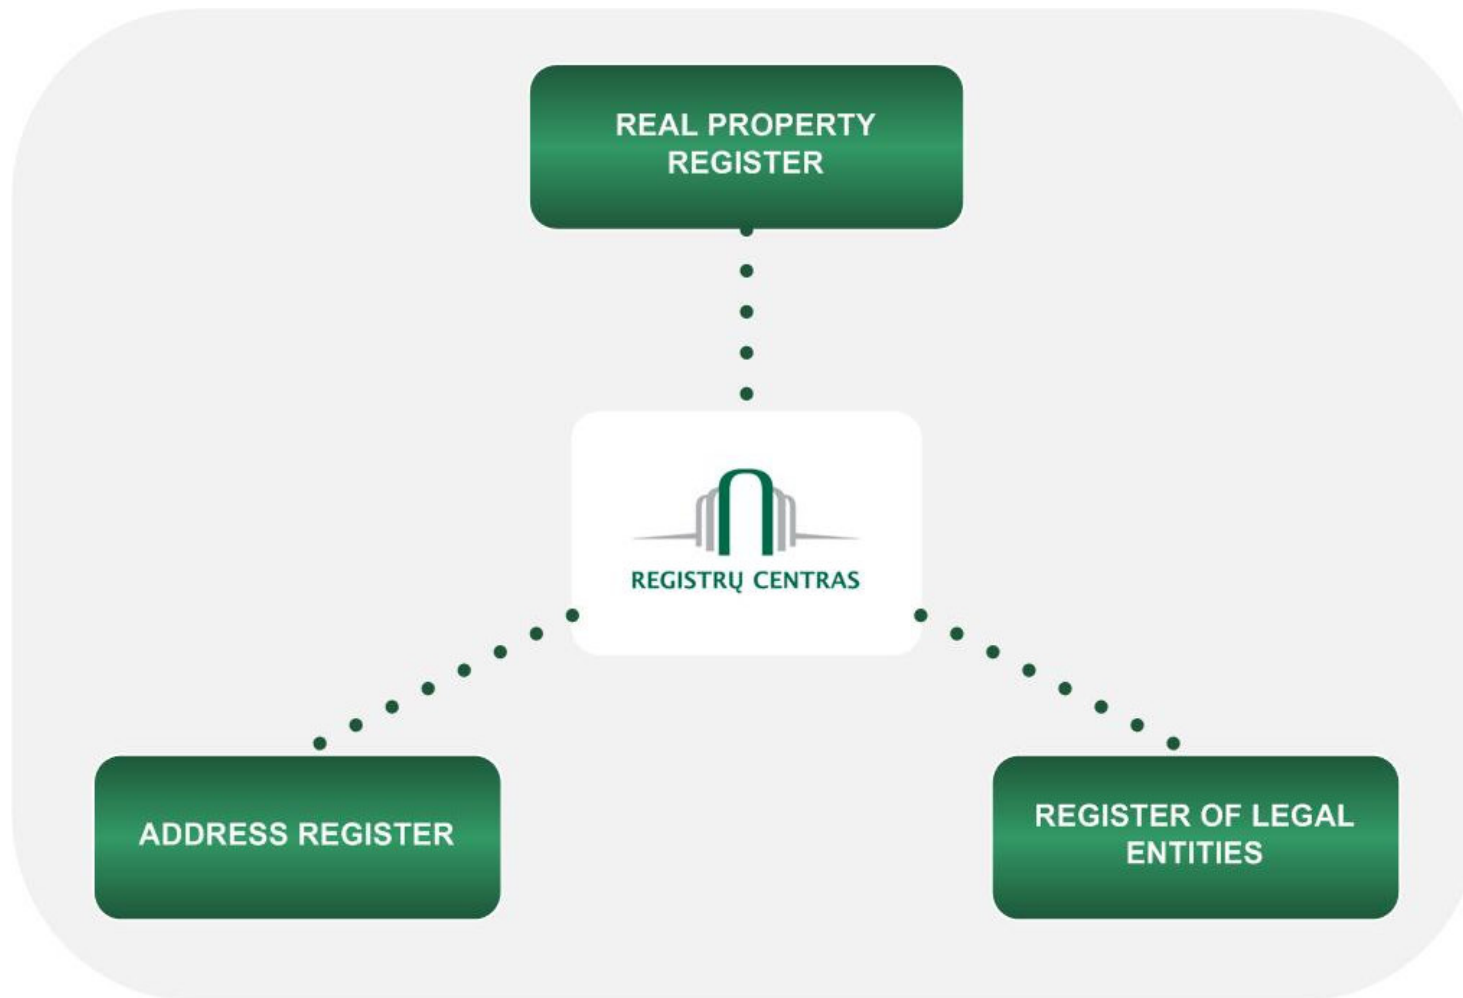 REAL PROPERTY
REGISTER
REGISTRŲ CENTRAS
ADDRESS REGISTER
REGISTER OF LEGAL
ENTITIES